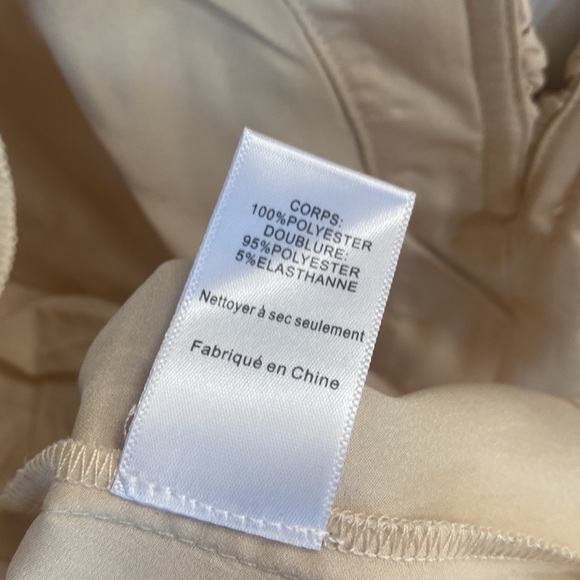 CORPS:
100%POLYESTER
DOUBLURE:
95%POLYESTER
5%ELASTHANNE
Nettoyer à sec seulement
Fabriqué en Chine